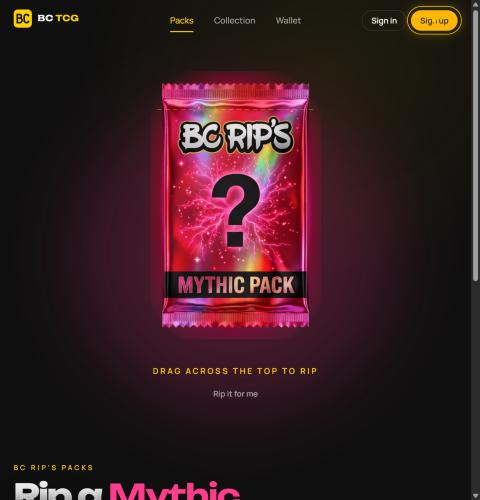 BC BC TCG
Packs Collection Wallet Sign in Sign up
BC RIP'S
?
MYTHIC PACK
DRAG ACROSS THE TOP TO RIP
Rip it for me
BC RIP'S PACKS
Rip a Mythic